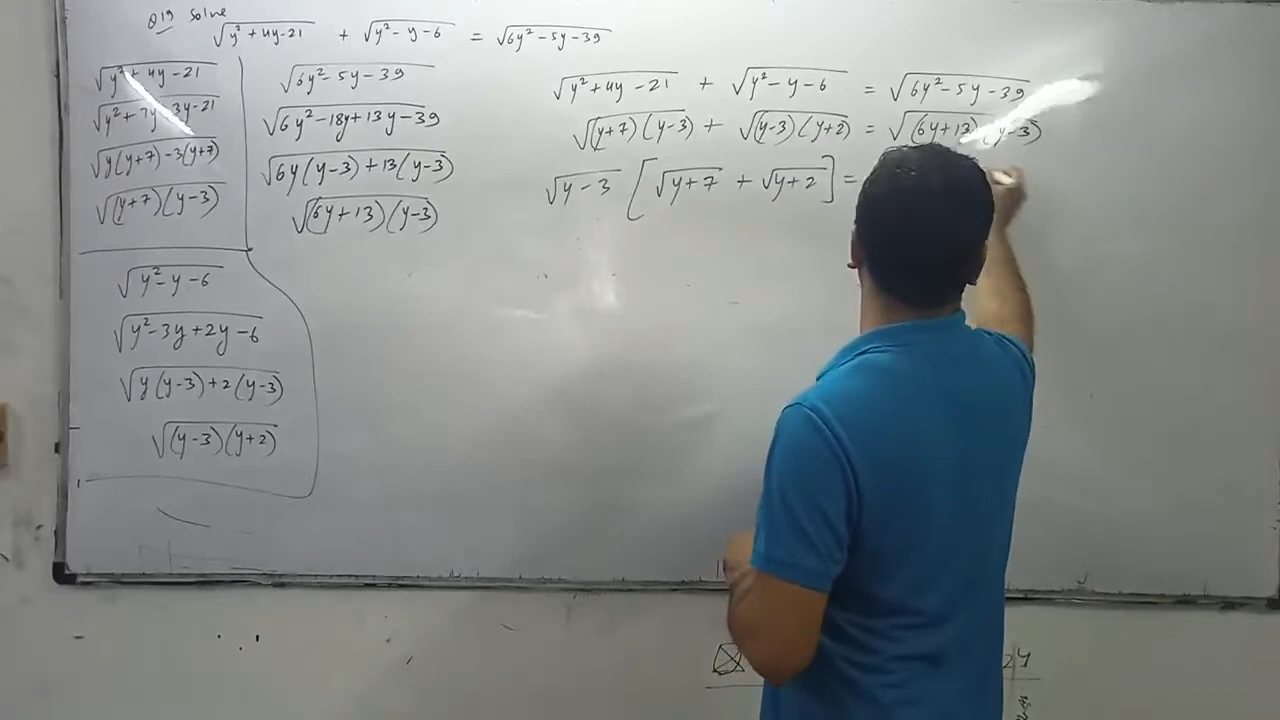 Q19 Solve
√(y² + 4y - 21) + √(y² - y - 6) = √(6y² - 5y - 39)
√(y² + 4y - 21)
√(y² + 7y - 3y - 21)
√(y(y+7) - 3(y+7))
√((y+7)(y-3))
√(y² - y - 6)
√(y² - 3y + 2y - 6)
√(y(y-3) + 2(y-3))
√((y-3)(y+2))
√(6y² - 5y - 39)
√(6y² - 18y + 13y - 39)
√(6y(y-3) + 13(y-3))
√((6y+13)(y-3))
√(y² + 4y - 21) + √(y² - y - 6) = √(6y² - 5y - 39)
√((y+7)(y-3)) + √((y-3)(y+2)) = √((6y+13)(y-3))
√(y-3) [√(y+7) + √(y+2)] =